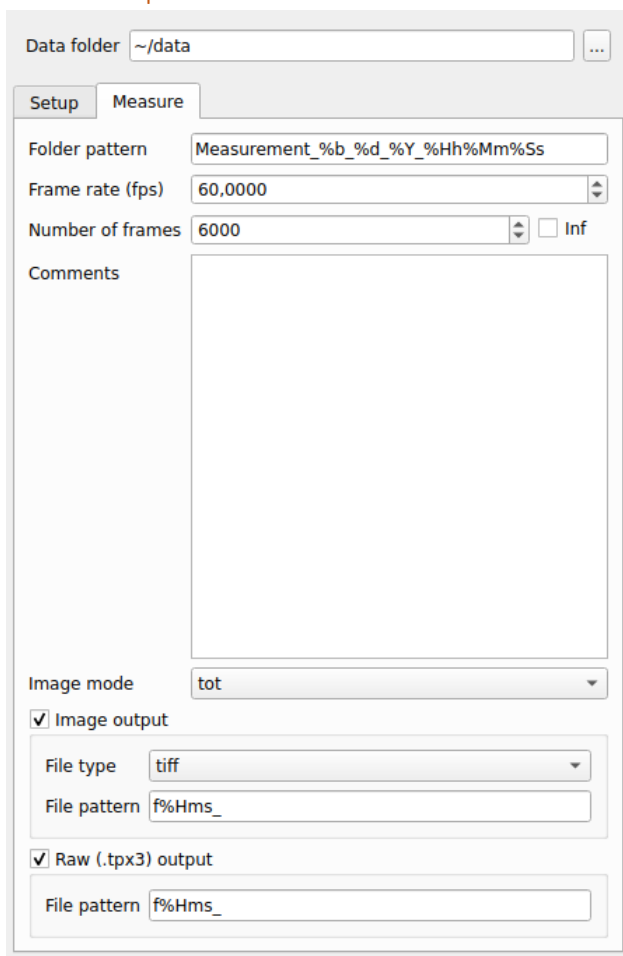 Data folder ~/data ...
Setup Measure
Folder pattern Measurement_%b_%d_%Y_%Hh%Mm%Ss
Frame rate (fps) 60,0000
Number of frames 6000 Inf
Comments
Image mode tot
Image output
File type tiff
File pattern f%Hms_
Raw (.tpx3) output
File pattern f%Hms_